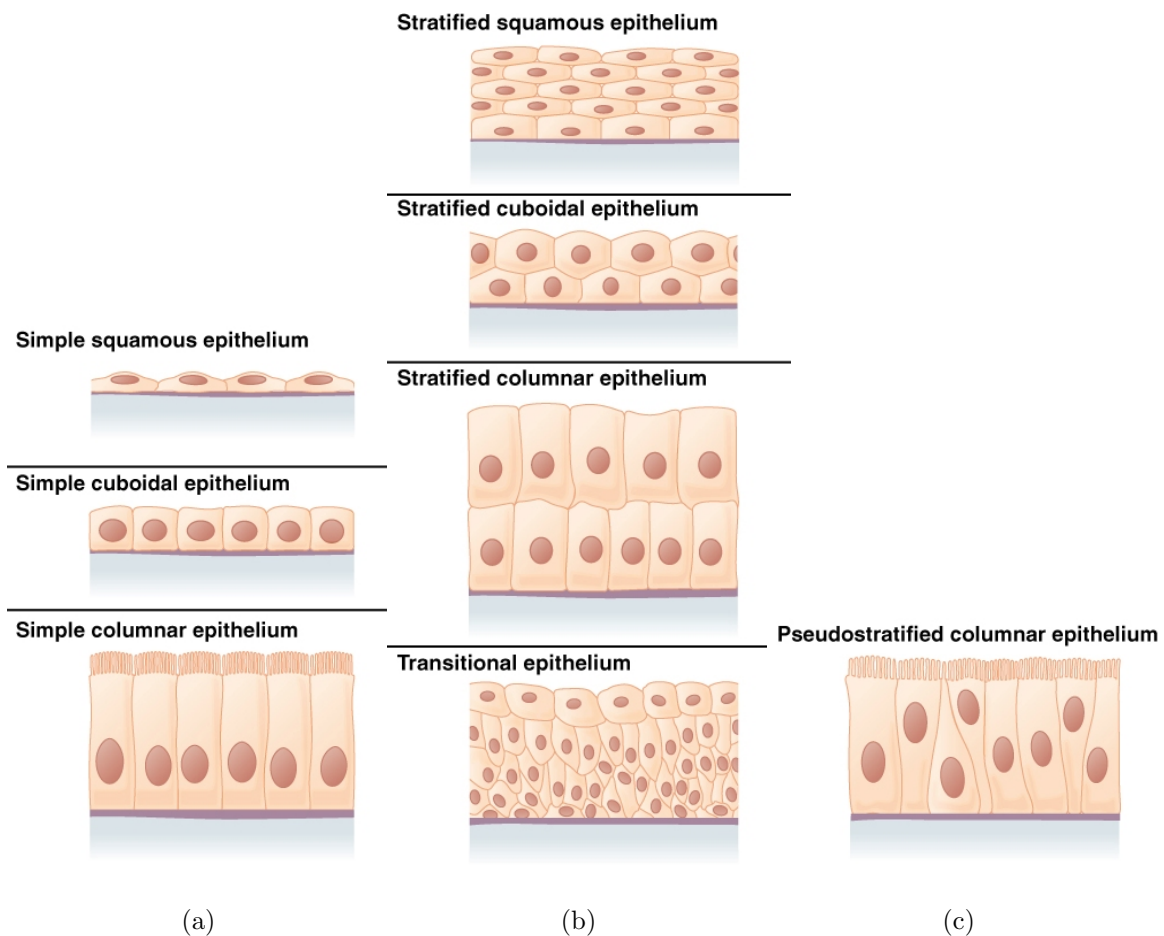 Stratified squamous epithelium
Stratified cuboidal epithelium
Simple squamous epithelium
Stratified columnar epithelium
Simple cuboidal epithelium
Simple columnar epithelium
Pseudostratified columnar epithelium
Transitional epithelium
(a)
(b)
(c)